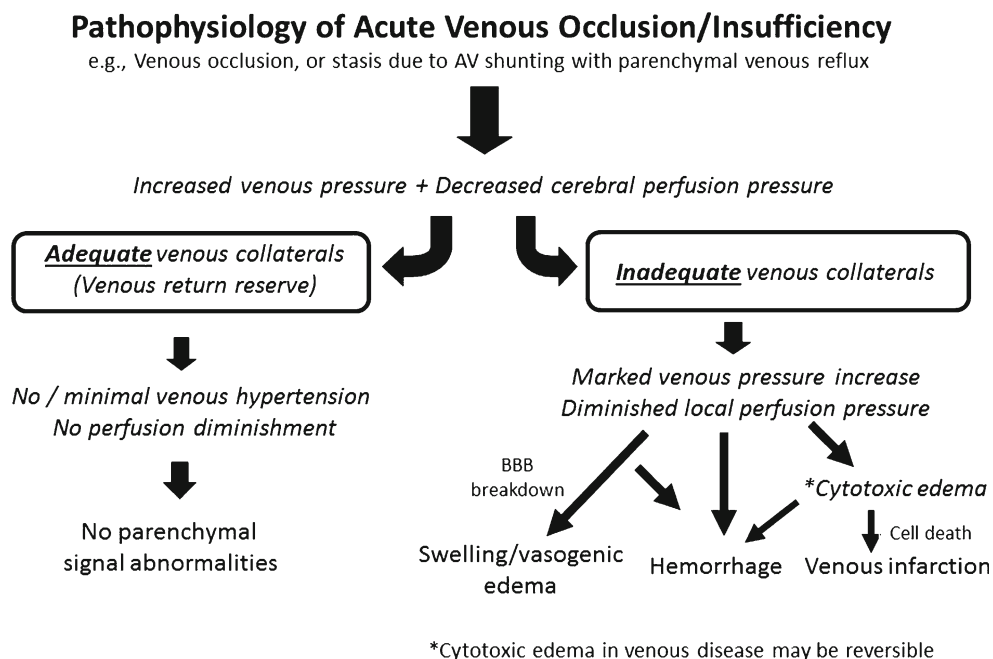 Pathophysiology of Acute Venous Occlusion/Insufficiency
e.g., Venous occlusion, or stasis due to AV shunting with parenchymal venous reflux
Increased venous pressure + Decreased cerebral perfusion pressure
Adequate venous collaterals
(Venous return reserve)
Inadequate venous collaterals
No / minimal venous hypertension
No perfusion diminishment
No parenchymal
signal abnormalities
Marked venous pressure increase
Diminished local perfusion pressure
BBB
breakdown
*Cytotoxic edema
Cell death
Swelling/vasogenic
edema
Hemorrhage
Venous infarction
*Cytotoxic edema in venous disease may be reversible